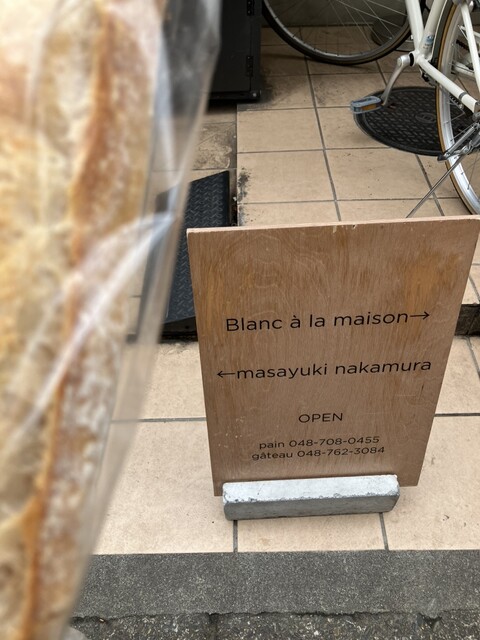 Blanc à la maison→
←masayuki nakamura
OPEN
pain 048-708-0455
gâteau 048-762-3084